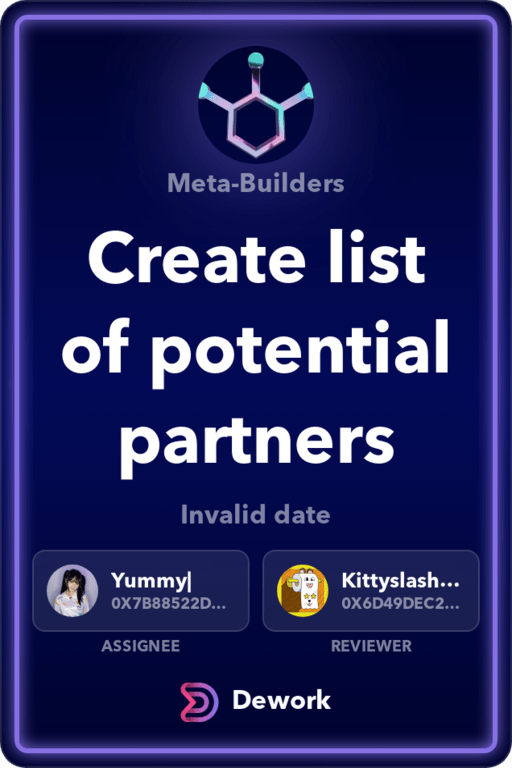 Meta-Builders
Create list
of potential
partners
Invalid date
Yummy|
0X7B88522D...
ASSIGNEE
Kittyslash...
0X6D49DEC2...
REVIEWER
Dework